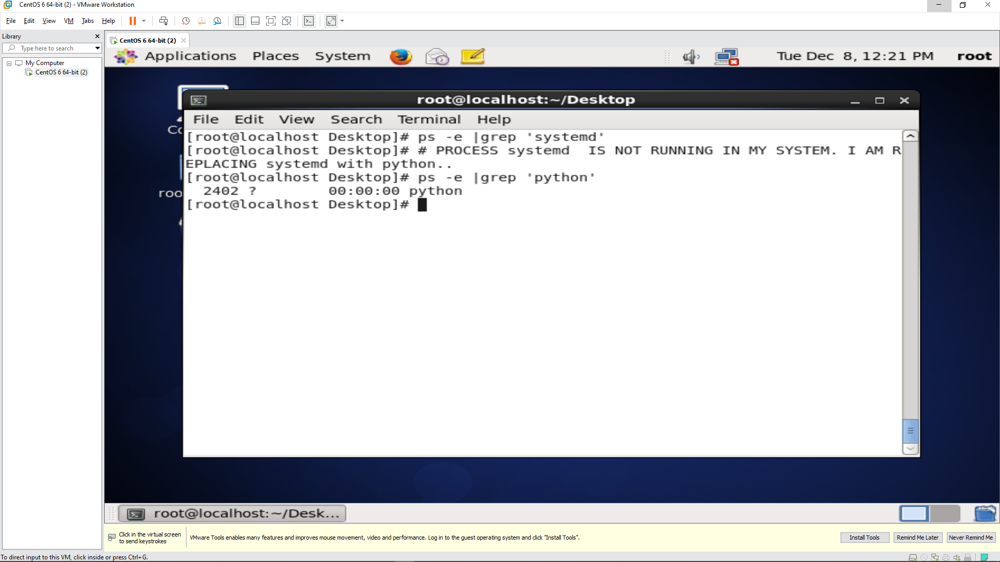 CentOS 6 64-bit (2) - VMware Workstation
File Edit View VM Tabs Help
Library
Type here to search
My Computer
CentOS 6 64-bit (2)
CentOS 6 64-bit (2)
Applications Places System Tue Dec 8, 12:21 PM root
Co
roo
root@localhost:~/Desktop
File Edit View Search Terminal Help
[root@localhost Desktop]# ps -e |grep 'systemd'
[root@localhost Desktop]# # PROCESS systemd  IS NOT RUNNING IN MY SYSTEM. I AM R
EPLACING systemd with python..
[root@localhost Desktop]# ps -e |grep 'python'
  2402 ?        00:00:00 python
[root@localhost Desktop]#
root@localhost:~/Desk...
Click in the virtual screen
to send keystrokes
VMware Tools enables many features and improves mouse movement, video and performance. Log in to the guest operating system and click "Install Tools".
Install Tools Remind Me Later Never Remind Me
To direct input to this VM, click inside or press Ctrl+G.